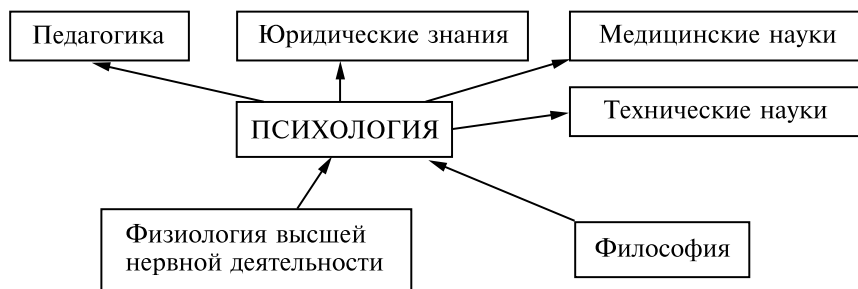 Педагогика
Юридические знания
Медицинские науки
Технические науки
ПСИХОЛОГИЯ
Физиология высшей
нервной деятельности
Философия